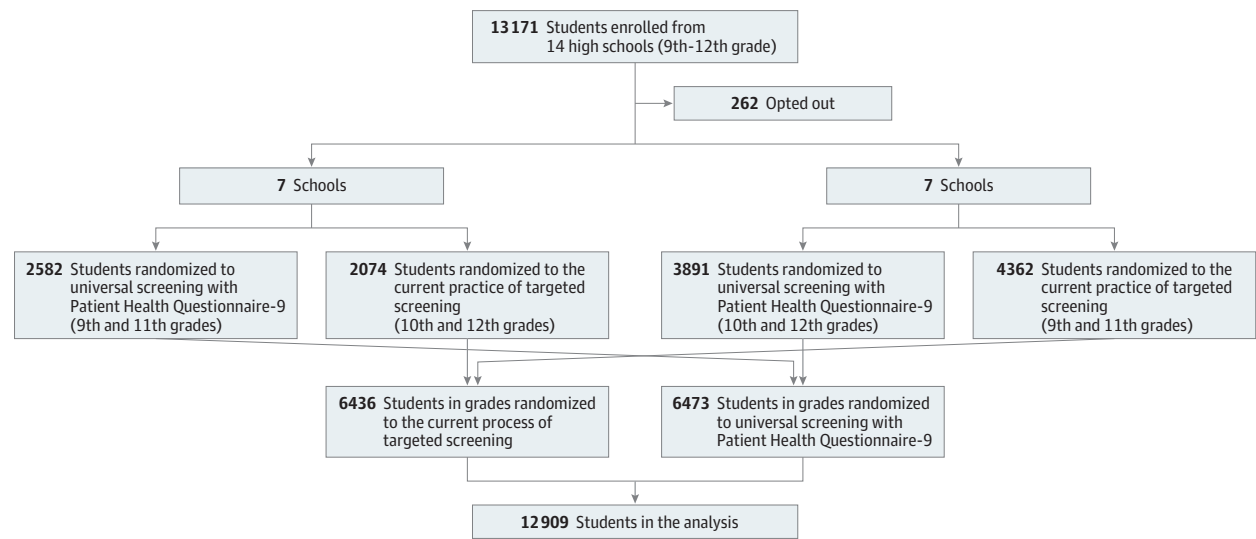 13171 Students enrolled from
14 high schools (9th-12th grade)
262 Opted out
7 Schools
7 Schools
2582 Students randomized to
universal screening with
Patient Health Questionnaire-9
(9th and 11th grades)
2074 Students randomized to the
current practice of targeted
screening
(10th and 12th grades)
3891 Students randomized to
universal screening with
Patient Health Questionnaire-9
(10th and 12th grades)
4362 Students randomized to the
current practice of targeted
screening
(9th and 11th grades)
6436 Students in grades randomized
to the current process of
targeted screening
6473 Students in grades randomized
to universal screening with
Patient Health Questionnaire-9
12909 Students in the analysis